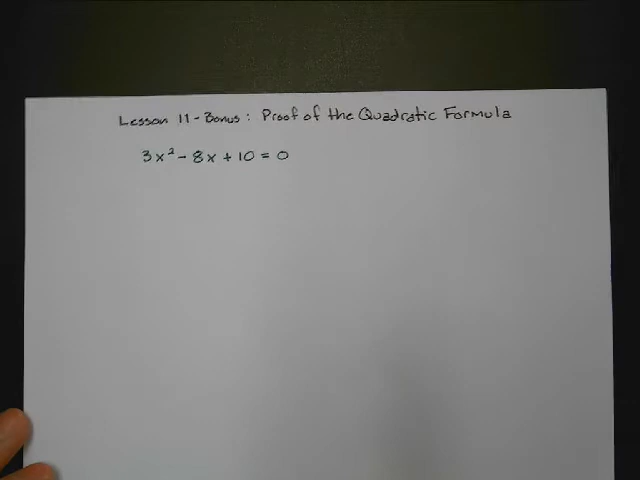 Lesson 11 - Bonus : Proof of the Quadratic Formula
3x² - 8x + 10 = 0